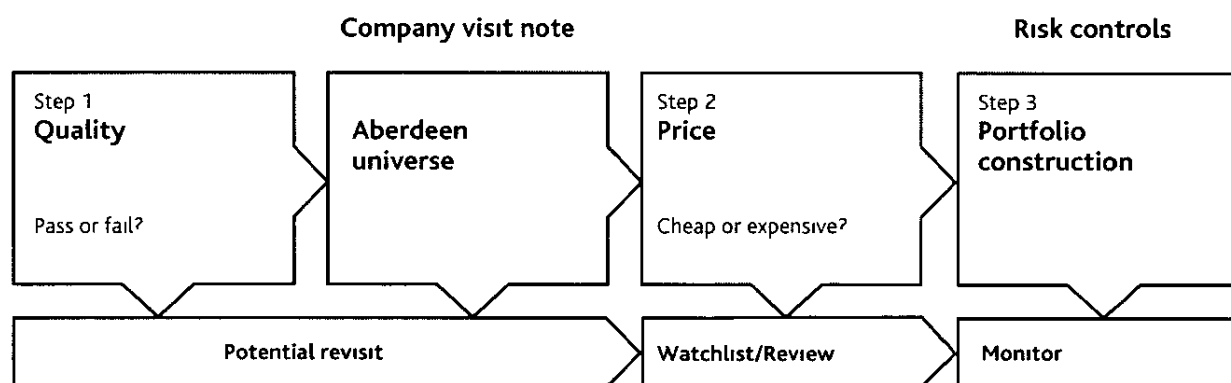 Company visit note
Risk controls
Step 1
Quality
Pass or fail?
Aberdeen
universe
Step 2
Price
Cheap or expensive?
Step 3
Portfolio
construction
Potential revisit
Watchlist/Review
Monitor